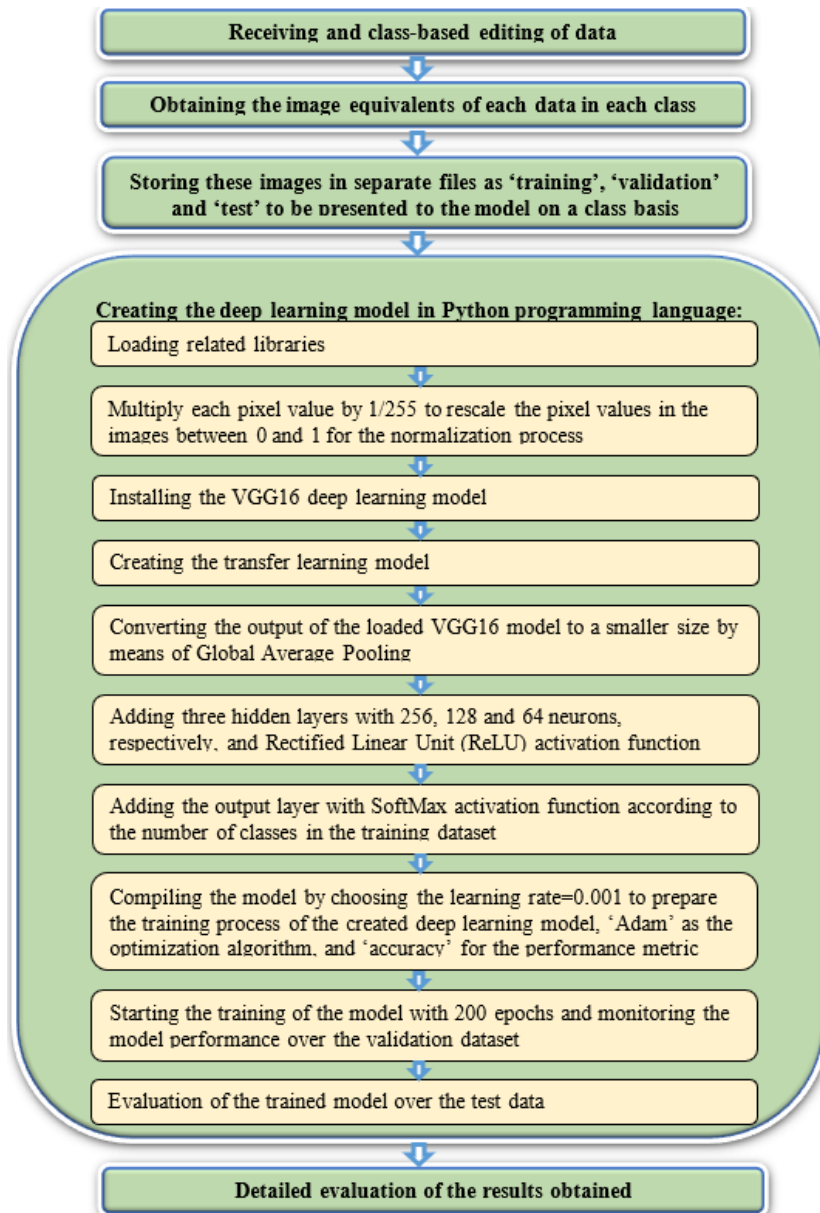 Receiving and class-based editing of data
Obtaining the image equivalents of each data in each class
Storing these images in separate files as ‘training’, ‘validation’
and ‘test’ to be presented to the model on a class basis
Creating the deep learning model in Python programming language:
Loading related libraries
Multiply each pixel value by 1/255 to rescale the pixel values in the
images between 0 and 1 for the normalization process
Installing the VGG16 deep learning model
Creating the transfer learning model
Converting the output of the loaded VGG16 model to a smaller size by
means of Global Average Pooling
Adding three hidden layers with 256, 128 and 64 neurons,
respectively, and Rectified Linear Unit (ReLU) activation function
Adding the output layer with SoftMax activation function according to
the number of classes in the training dataset
Compiling the model by choosing the learning rate=0.001 to prepare
the training process of the created deep learning model, ‘Adam’ as the
optimization algorithm, and ‘accuracy’ for the performance metric
Starting the training of the model with 200 epochs and monitoring the
model performance over the validation dataset
Evaluation of the trained model over the test data
Detailed evaluation of the results obtained